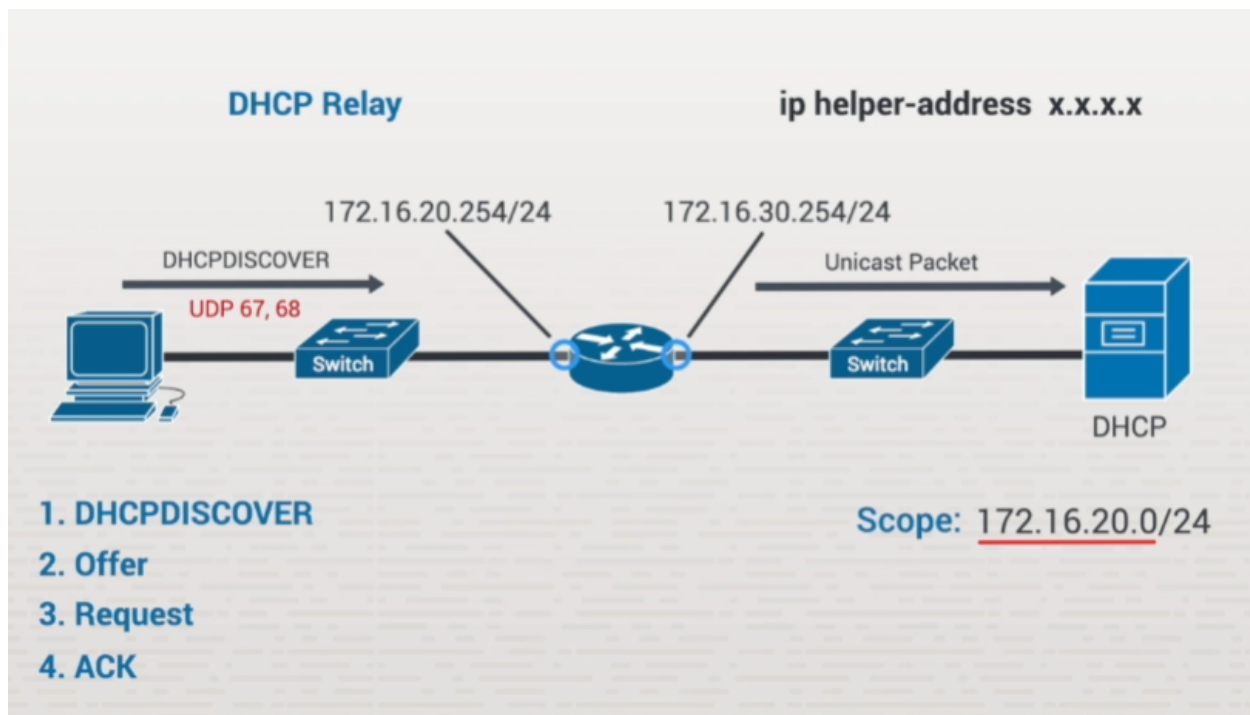 DHCP Relay
ip helper-address x.x.x.x
172.16.20.254/24
172.16.30.254/24
DHCPDISCOVER
UDP 67, 68
Unicast Packet
Switch
Switch
DHCP
1. DHCPDISCOVER
2. Offer
3. Request
4. ACK
Scope: 172.16.20.0/24